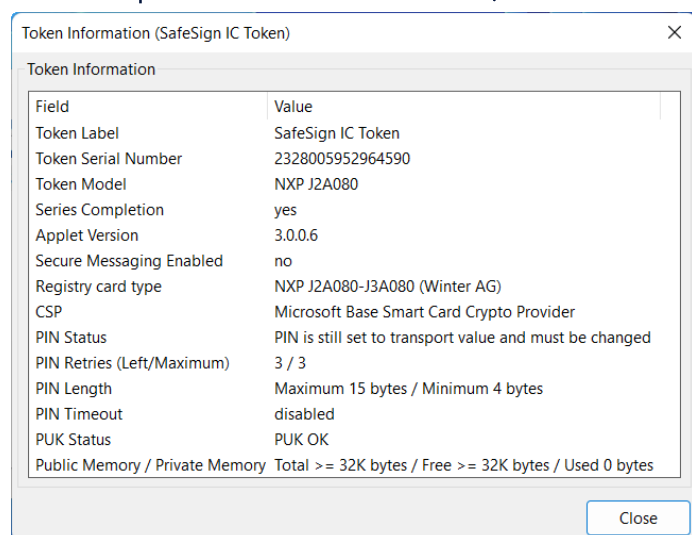 Token Information (SafeSign IC Token)
Token Information
Field Value
Token Label SafeSign IC Token
Token Serial Number 2328005952964590
Token Model NXP J2A080
Series Completion yes
Applet Version 3.0.0.6
Secure Messaging Enabled no
Registry card type NXP J2A080-J3A080 (Winter AG)
CSP Microsoft Base Smart Card Crypto Provider
PIN Status PIN is still set to transport value and must be changed
PIN Retries (Left/Maximum) 3 / 3
PIN Length Maximum 15 bytes / Minimum 4 bytes
PIN Timeout disabled
PUK Status PUK OK
Public Memory / Private Memory Total >= 32K bytes / Free >= 32K bytes / Used 0 bytes
Close